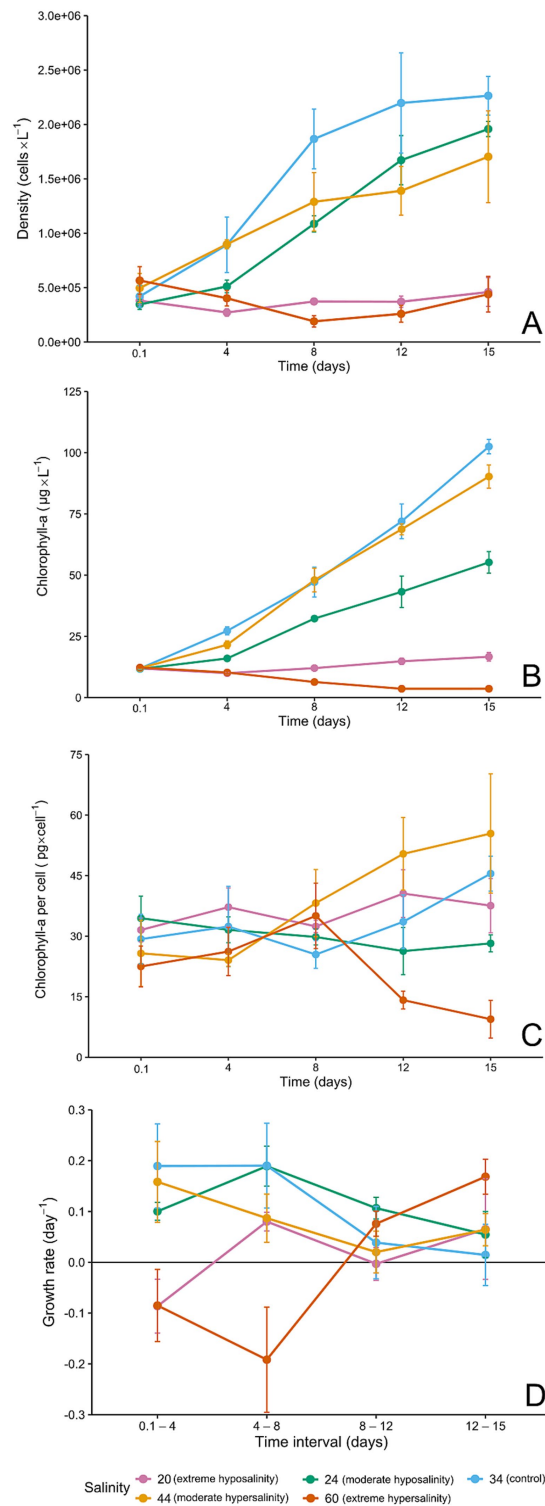 3.0e+06
2.5e+06
2.0e+06
1.5e+06
1.0e+06
5.0e+05
0.0e+00
Density (cells×L⁻¹)
0.1 4 8 12 15
Time (days)
A
125
100
75
50
25
0
Chlorophyll-a (µg×L⁻¹)
0.1 4 8 12 15
Time (days)
B
75
60
45
30
15
0
Chlorophyll-a per cell (pg×cell⁻¹)
0.1 4 8 12 15
Time (days)
C
0.3
0.2
0.1
0.0
-0.1
-0.2
-0.3
Growth rate (day⁻¹)
0.1 – 4 4 – 8 8 – 12 12 – 15
Time interval (days)
D
Salinity
20 (extreme hyposalinity) 24 (moderate hyposalinity) 34 (control)
44 (moderate hypersalinity) 60 (extreme hypersalinity)